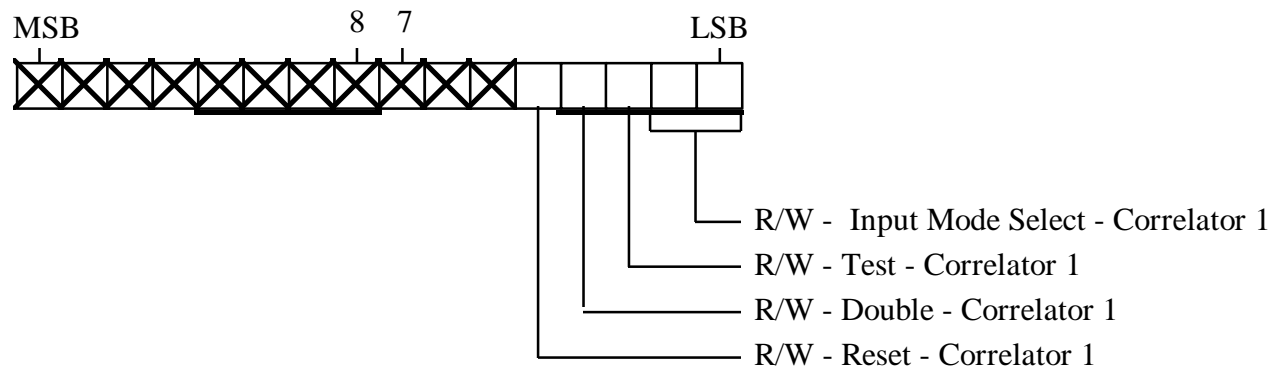 MSB 8 7 LSB
R/W - Input Mode Select - Correlator 1
R/W - Test - Correlator 1
R/W - Double - Correlator 1
R/W - Reset - Correlator 1